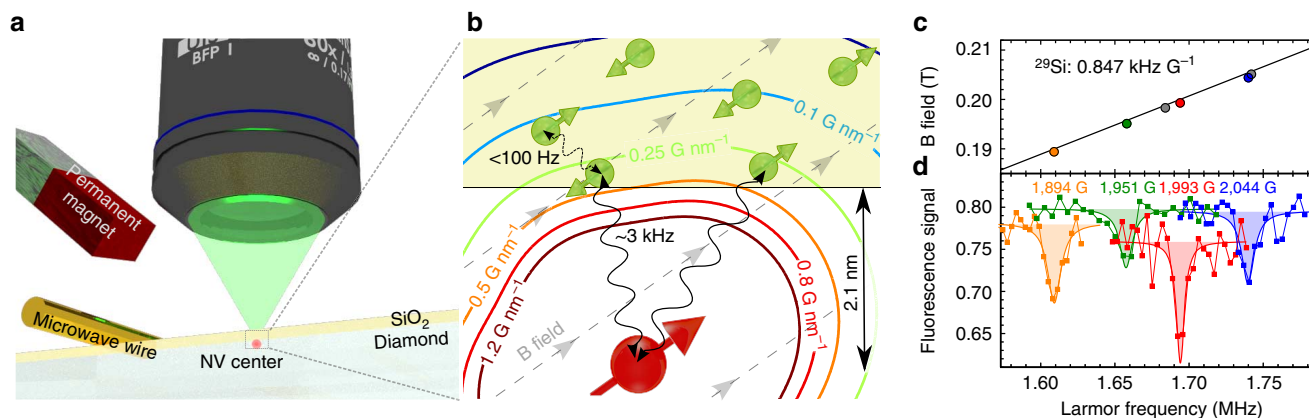 a
BFP I
60x
∞ / 0.17
Permanent
magnet
Microwave wire
NV center
SiO2
Diamond
b
0.1 G nm−1
0.25 G nm−1
<100 Hz
~3 kHz
0.5 G nm−1
0.8 G nm−1
1.2 G nm−1
B field
2.1 nm
c
0.21
0.20
0.19
B field (T)
29Si: 0.847 kHz G−1
d
1,894 G
1,951 G
1,993 G
2,044 G
0.80
0.75
0.70
0.65
Fluorescence signal
1.60
1.65
1.70
1.75
Larmor frequency (MHz)